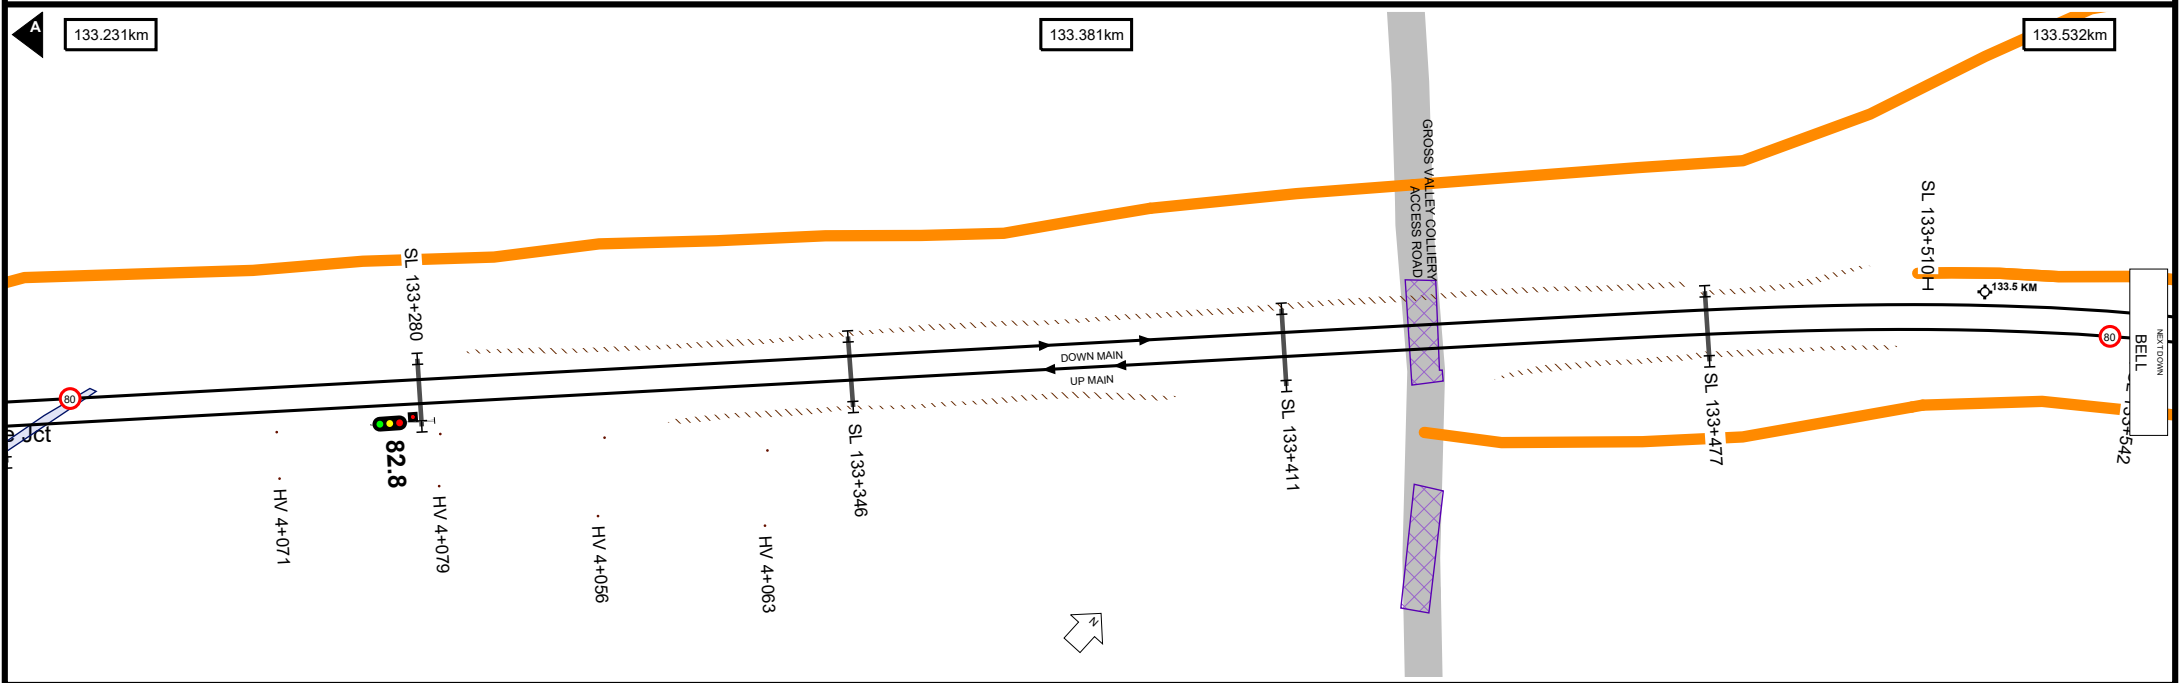 A
133.231km
133.381km
133.532km
GROSS VALLEY COLLIERY
ACCESS ROAD
SL 133+510
SL 133+280
133.5 KM
NEXT DOWN
BELL
80
80
DOWN MAIN
UP MAIN
Jct
82.8
SL 133+346
SL 133+411
SL 133+477
133+542
HV 4+071
HV 4+079
HV 4+056
HV 4+063
N